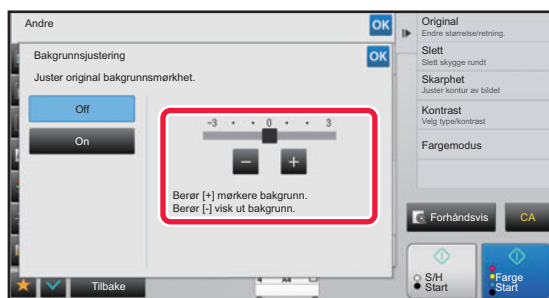 Andre
OK
Bakgrunnsjustering
OK
Juster original bakgrunnsmørkhet.
Off
On
-3 • • 0 • • 3
− +
Berør [+] mørkere bakgrunn.
Berør [-] visk ut bakgrunn.
Tilbake
A4
Original
Endre størrelse/retning.
Slett
Slett skygge rundt
Skarphet
Juster kontur av bildet
Kontrast
Velg type/kontrast
Fargemodus
Forhåndsvis
CA
S/H
Start
Farge
Start